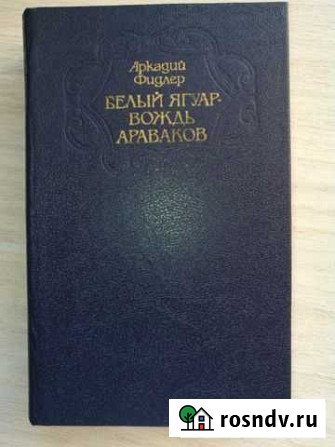 Аркадий
Фидлер
БЕЛЫЙ ЯГУАР-
ВОЖДЬ
АРАВАКОВ
rosndv.ru